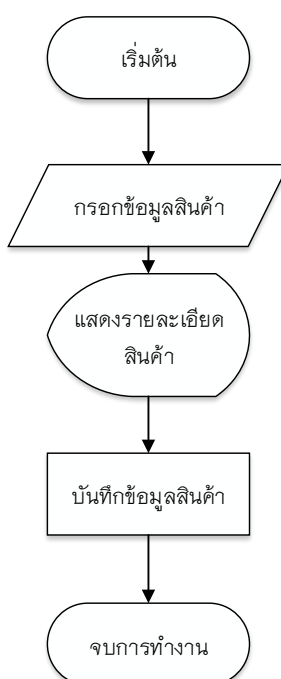 เริ่มต้น
กรอกข้อมูลสินค้า
แสดงรายละเอียด
สินค้า
บันทึกข้อมูลสินค้า
จบการทำงาน